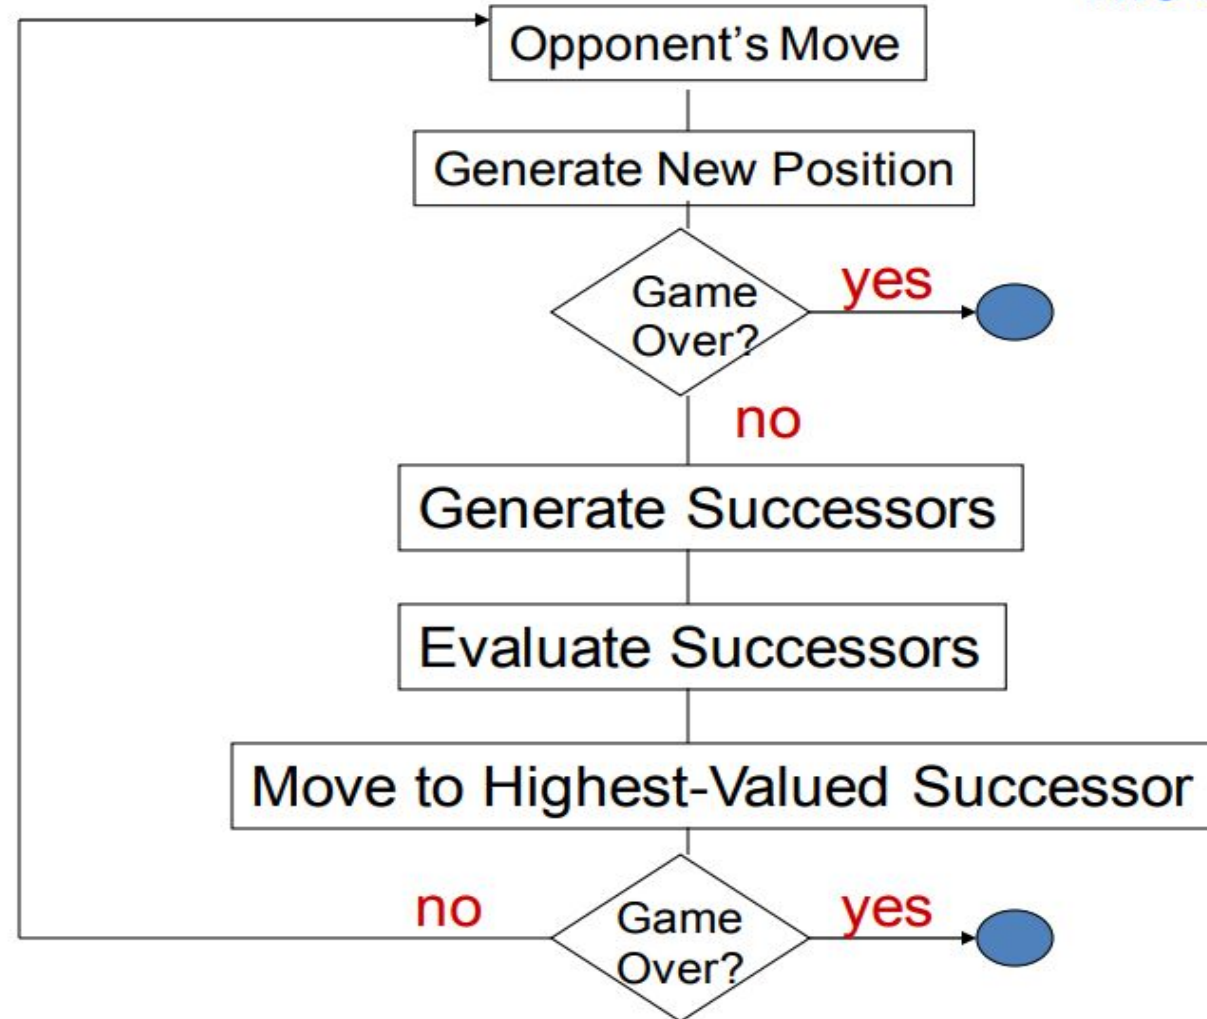 Opponent's Move
Generate New Position
Game
Over?
yes
no
Generate Successors
Evaluate Successors
Move to Highest-Valued Successor
no
Game
Over?
yes